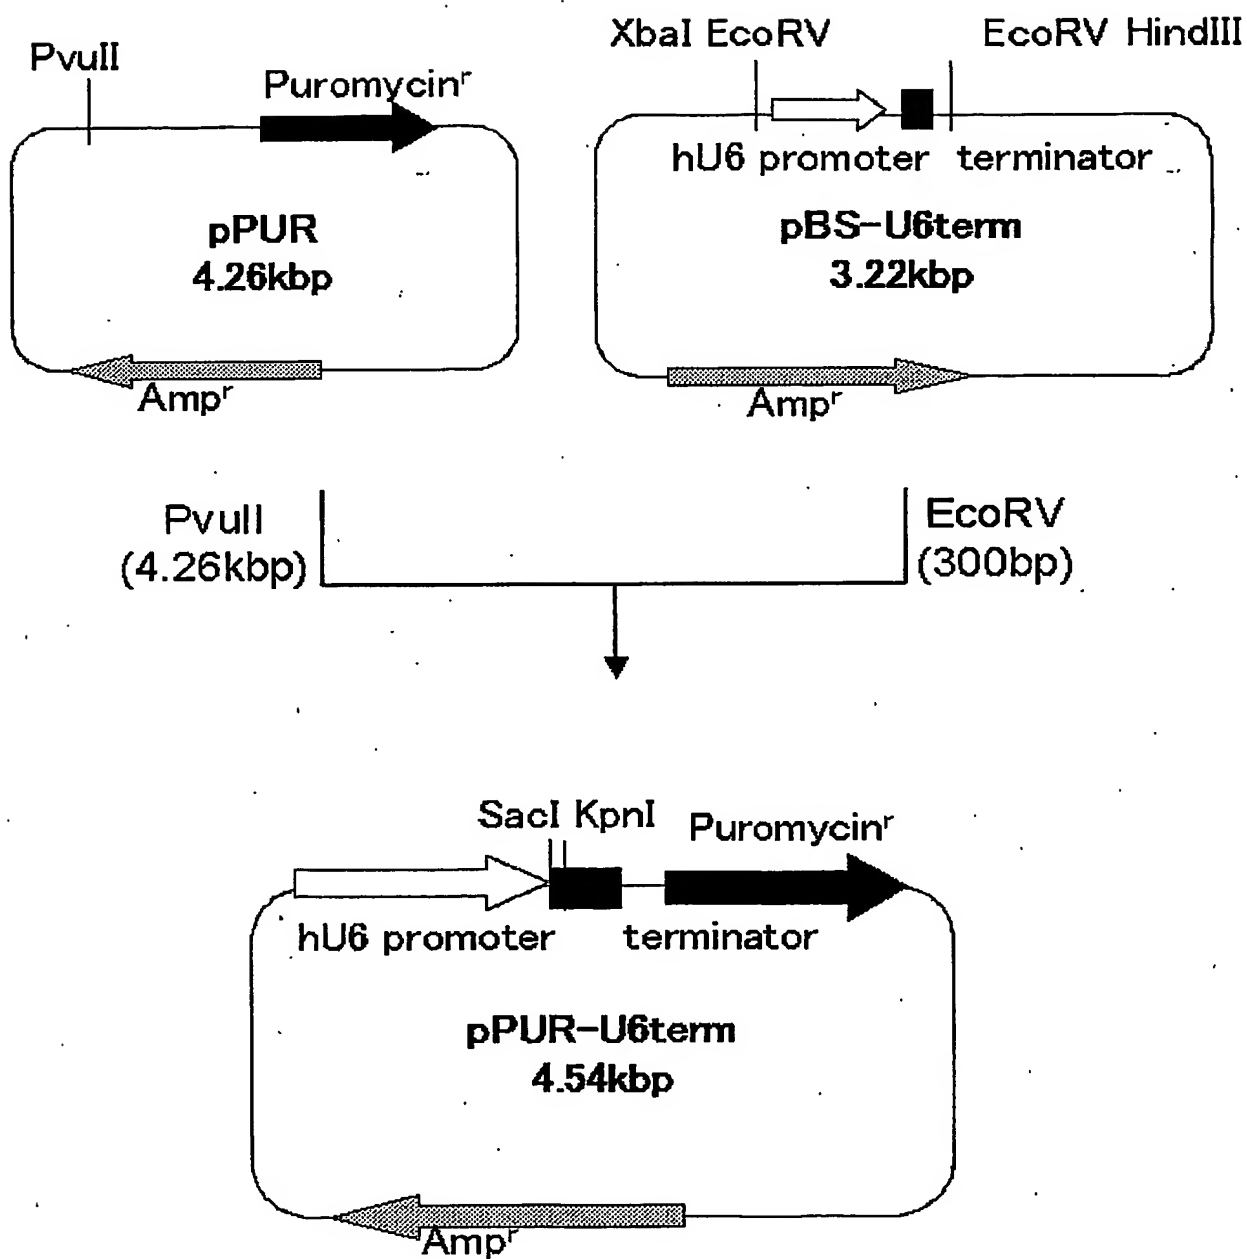 PvuII
Puromycinʳ
pPUR
4.26kbp
Ampʳ
XbaI EcoRV
EcoRV HindIII
hU6 promoter
terminator
pBS-U6term
3.22kbp
Ampʳ
PvuII
(4.26kbp)
EcoRV
(300bp)
SacI KpnI
Puromycinʳ
hU6 promoter
terminator
pPUR-U6term
4.54kbp
Ampʳ